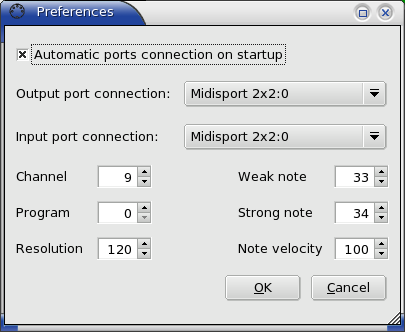 Preferences
Automatic ports connection on startup
Output port connection: Midisport 2x2:0
Input port connection: Midisport 2x2:0
Channel 9 Weak note 33
Program 0 Strong note 34
Resolution 120 Note velocity 100
OK Cancel